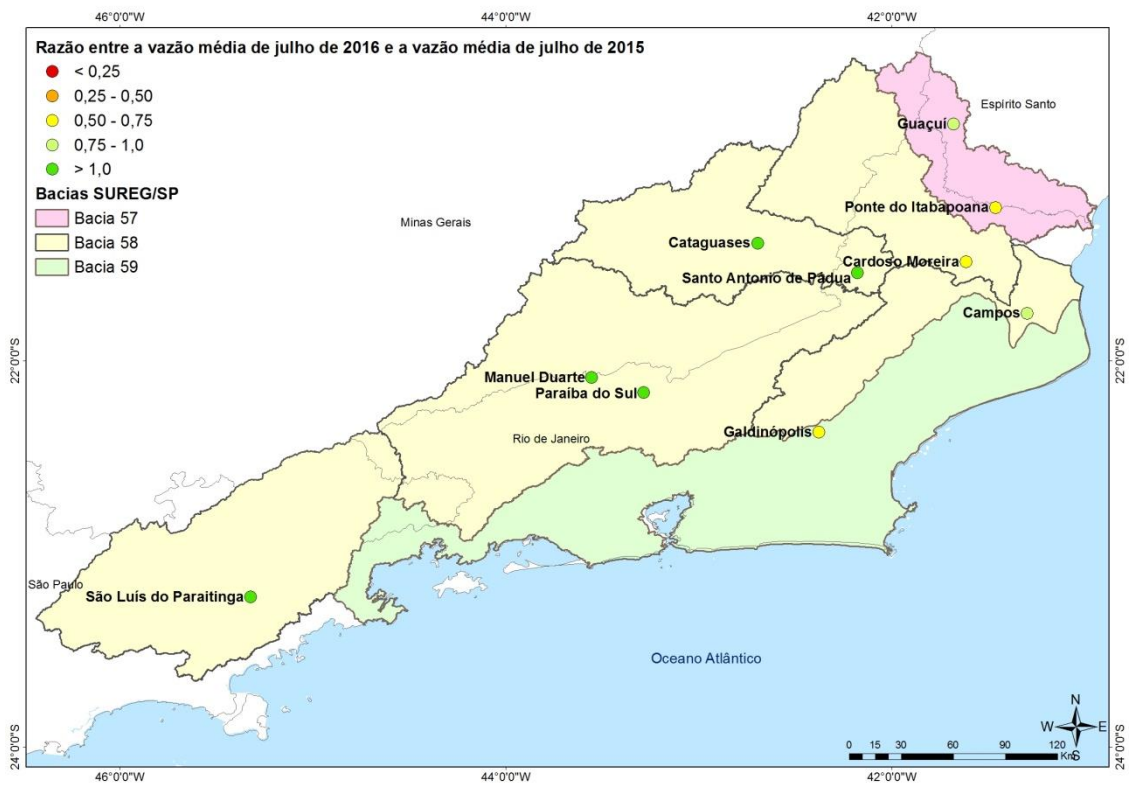 46°0'0"W
44°0'0"W
42°0'0"W
Razão entre a vazão média de julho de 2016 e a vazão média de julho de 2015
< 0,25
0,25 - 0,50
0,50 - 0,75
0,75 - 1,0
> 1,0
Bacias SUREG/SP
Bacia 57
Bacia 58
Bacia 59
Espírito Santo
Guaçuí
Minas Gerais
Ponte do Itabapoana
Cataguases
Cardoso Moreira
Santo Antonio de Pádua
Campos
22°0'0"S
22°0'0"S
Manuel Duarte
Paraíba do Sul
Rio de Janeiro
Galdinópolis
São Paulo
São Luís do Paraitinga
Oceano Atlântico
N
W
E
S
0 15 30 60 90 120
Km
24°0'0"S
24°0'0"S
46°0'0"W
44°0'0"W
42°0'0"W